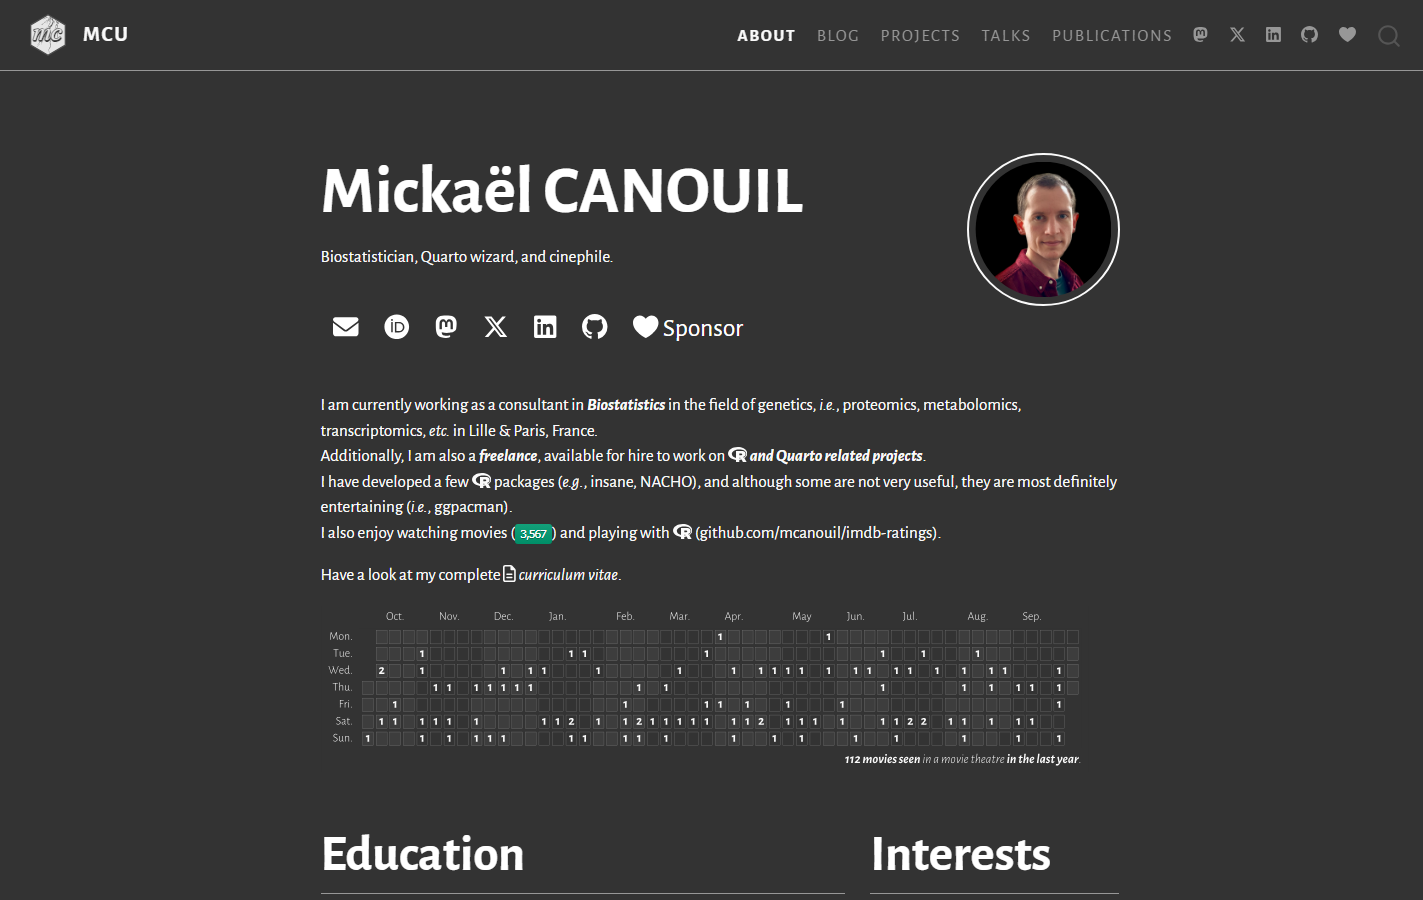 mc MCU ABOUT BLOG PROJECTS TALKS PUBLICATIONS
Mickaël CANOUIL
Biostatistician, Quarto wizard, and cinephile.
Sponsor
I am currently working as a consultant in Biostatistics in the field of genetics, i.e., proteomics, metabolomics,
transcriptomics, etc. in Lille & Paris, France.
Additionally, I am also a freelance, available for hire to work on R and Quarto related projects.
I have developed a few R packages (e.g., insane, NACHO), and although some are not very useful, they are most definitely
entertaining (i.e., ggpacman).
I also enjoy watching movies (3,567) and playing with R (github.com/mcanouil/imdb-ratings).
Have a look at my complete curriculum vitae.
Oct. Nov. Dec. Jan. Feb. Mar. Apr. May Jun. Jul. Aug. Sep.
Mon. 1 1
Tue. 1 1 1 1 1 1 1
Wed. 2 1 1 1 1 1 1 1 1 1 1 1 1 1 1 1 1 1 1 1 1 1
Thu. 1 1 1 1 1 1 1 1 1 1 1 1 1 1 1
Fri. 1 1 1 1 1 1 1 1
Sat. 1 1 1 1 1 1 1 1 2 1 1 2 1 1 1 1 1 1 1 2 1 1 1 1 1 1 2 2 1 1 1 1 1
Sun. 1 1 1 1 1 1 1 1 1 1 1 1 1 1 1 1 1 1 1
112 movies seen in a movie theatre in the last year.
Education Interests